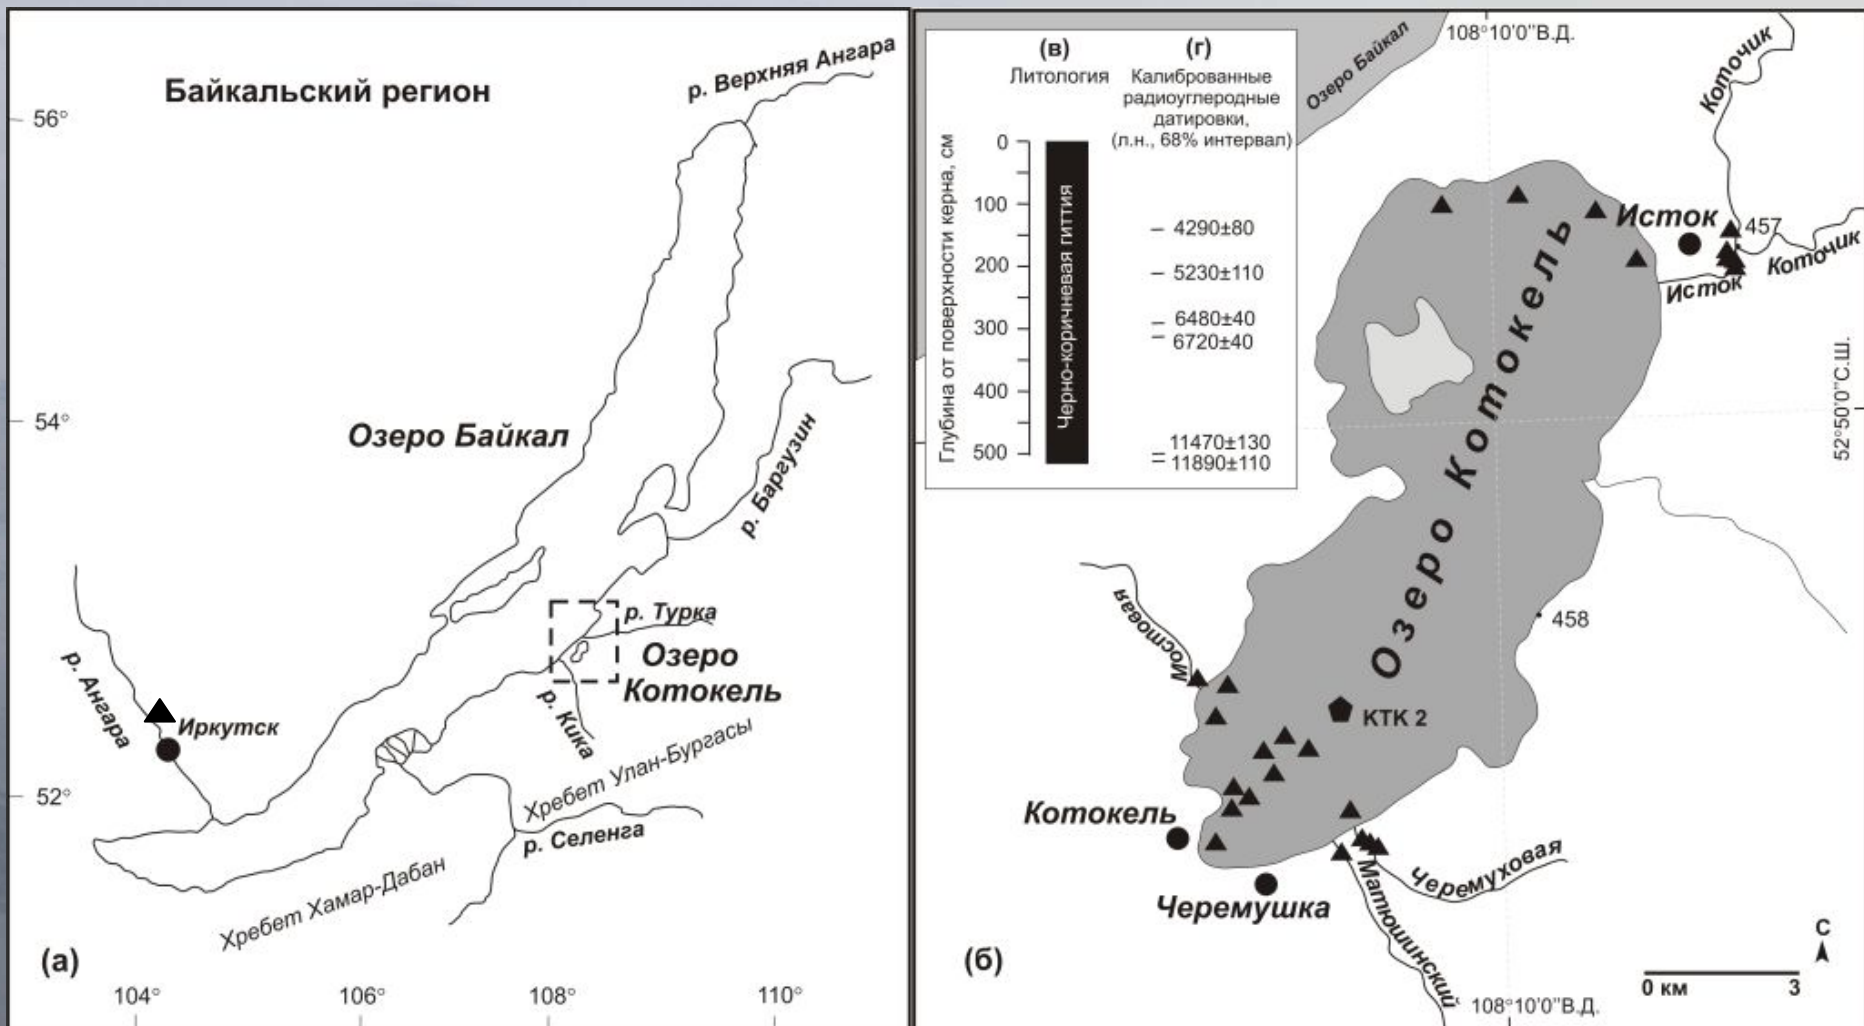 Байкальский регион
р. Верхняя Ангара
56°
54°
Озеро Байкал
р. Баргузин
р. Турка
Озеро
Котокель
р. Ангара
Иркутск
р. Кика
Хребет Улан-Бургасы
52°
р. Селенга
Хребет Хамар-Дабан
(а)
104°
106°
108°
110°
(в)
Литология
(г)
Калиброванные
радиоуглеродные
датировки,
(л.н., 68% интервал)
Глубина от поверхности керна, см
0
100
200
300
400
500
Черно-коричневая гиттия
4290±80
5230±110
6480±40
6720±40
11470±130
11890±110
Озеро Байкал
108°10'0"В.Д.
Коточик
Исток
457
Коточик
Исток
Озеро Котокель
52°50'0"С.Ш.
Мостовая
458
КТК 2
Котокель
Черемушка
Черемуховая
Матюшинский
(б)
С
0 км
3
108°10'0"В.Д.